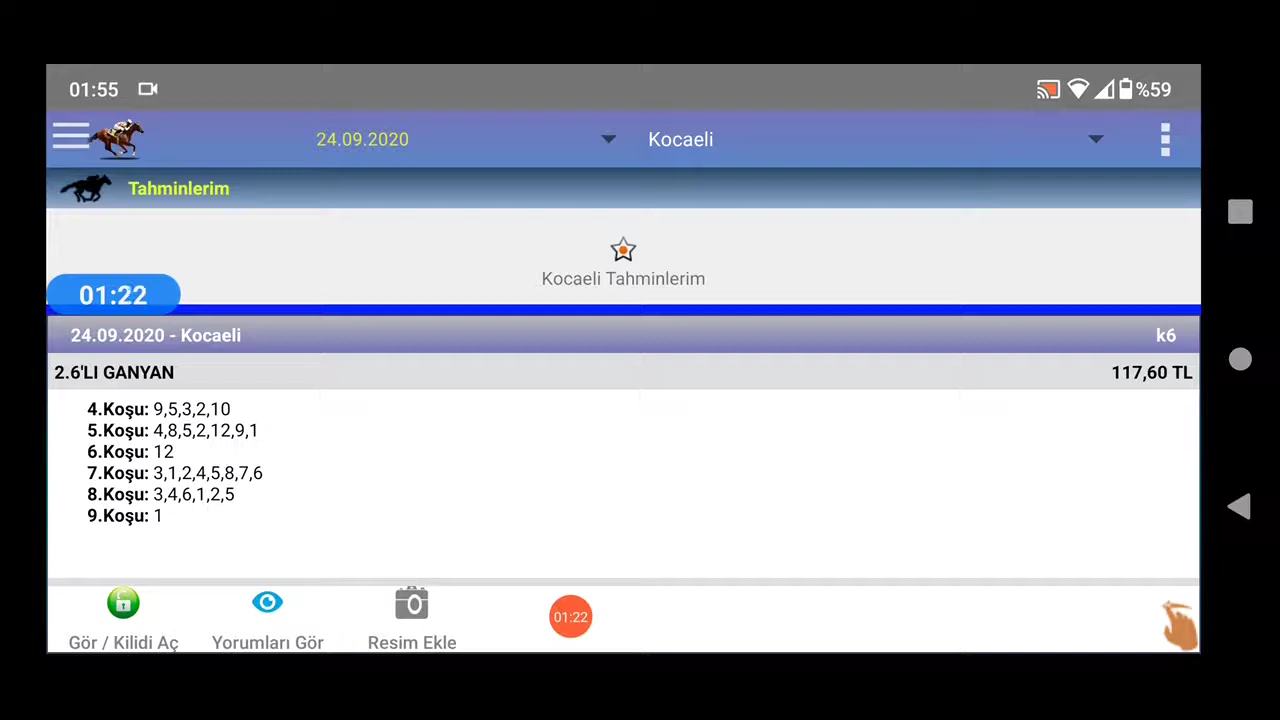 01:55 %59
24.09.2020 Kocaeli
Tahminlerim
Kocaeli Tahminlerim
01:22
24.09.2020 - Kocaeli k6
2.6'LI GANYAN 117,60 TL
4.Koşu: 9,5,3,2,10
5.Koşu: 4,8,5,2,12,9,1
6.Koşu: 12
7.Koşu: 3,1,2,4,5,8,7,6
8.Koşu: 3,4,6,1,2,5
9.Koşu: 1
01:22
Gör / Kilidi Aç Yorumları Gör Resim Ekle